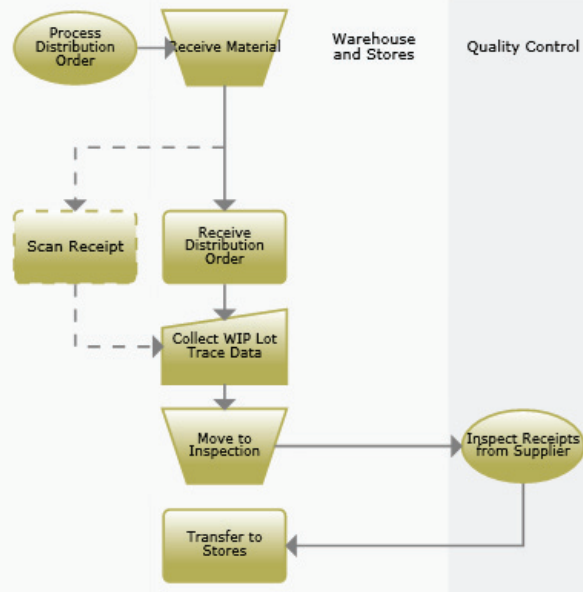 Process
Distribution
Order
Receive Material
Warehouse
and Stores
Quality Control
Scan Receipt
Receive
Distribution
Order
Collect WIP Lot
Trace Data
Move to
Inspection
Inspect Receipts
from Supplier
Transfer to
Stores